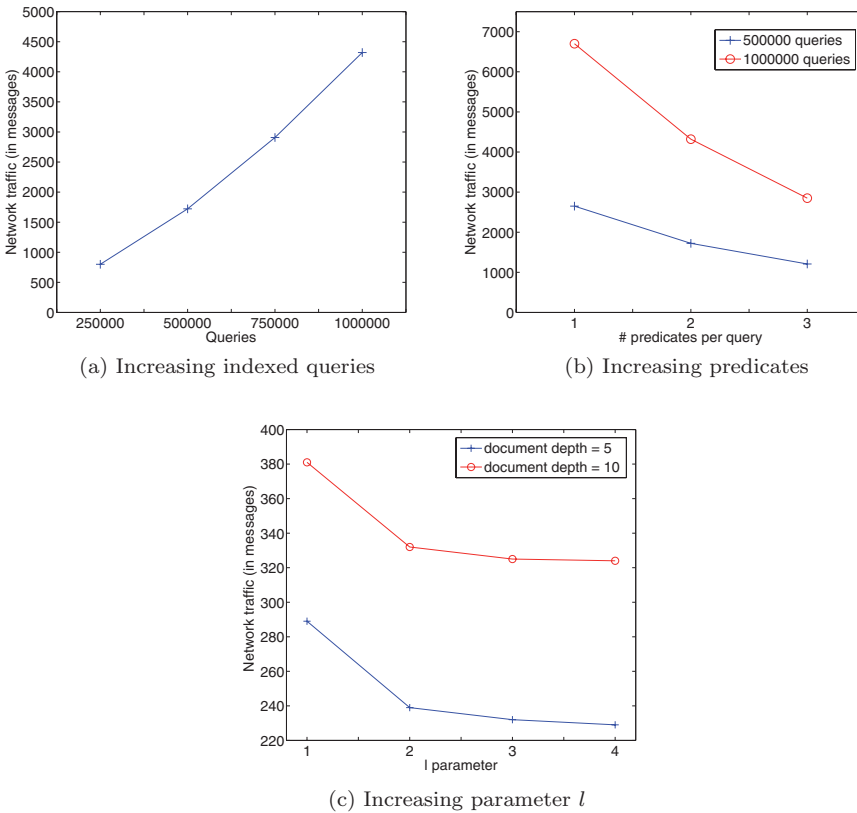 5000
4500
4000
3500
3000
2500
2000
1500
1000
500
0
Network traffic (in messages)
250000 500000 750000 1000000
Queries
(a) Increasing indexed queries
7000
6000
5000
4000
3000
2000
1000
0
Network traffic (in messages)
500000 queries
1000000 queries
1 2 3
# predicates per query
(b) Increasing predicates
400
380
360
340
320
300
280
260
240
220
Network traffic (in messages)
document depth = 5
document depth = 10
1 2 3 4
l parameter
(c) Increasing parameter l